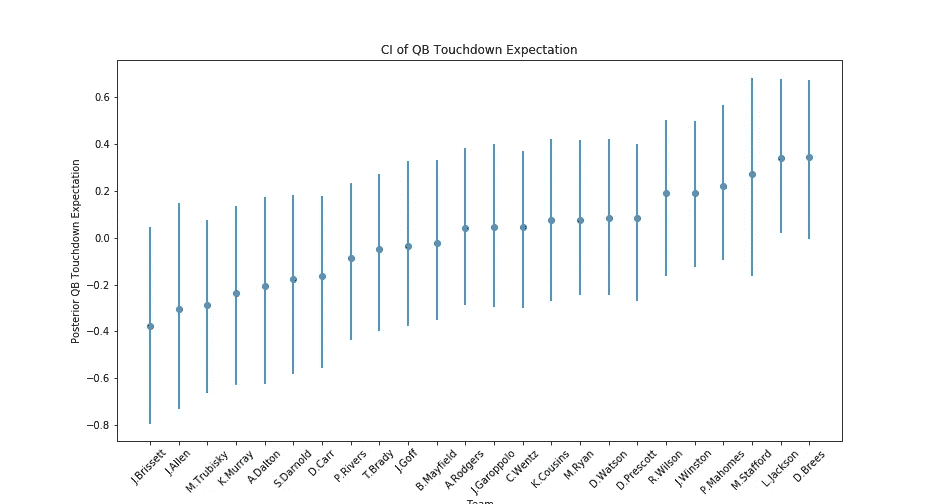 CI of QB Touchdown Expectation
Posterior QB Touchdown Expectation
0.6
0.4
0.2
0.0
−0.2
−0.4
−0.6
−0.8
J.Brissett
J.Allen
M.Trubisky
K.Murray
A.Dalton
S.Darnold
D.Carr
P.Rivers
T.Brady
J.Goff
B.Mayfield
A.Rodgers
J.Garoppolo
C.Wentz
K.Cousins
M.Ryan
D.Watson
D.Prescott
R.Wilson
J.Winston
P.Mahomes
M.Stafford
L.Jackson
D.Brees
Team